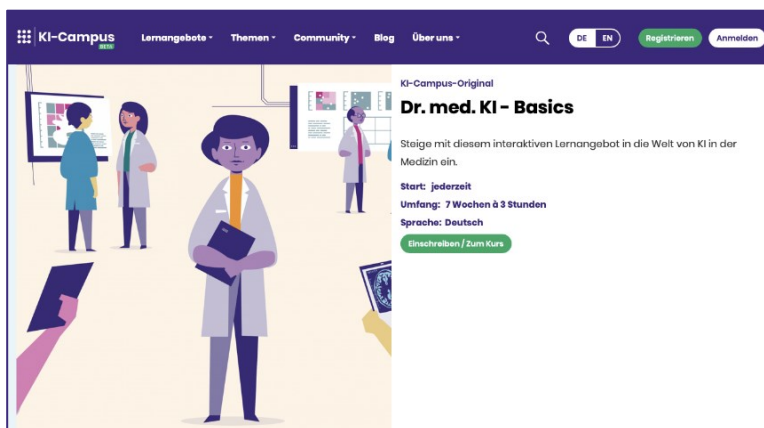 KI-Campus
BETA
Lernangebote
Themen
Community
Blog
Über uns
DE
EN
Registrieren
Anmelden
KI-Campus-Original
Dr. med. KI - Basics
Steige mit diesem interaktiven Lernangebot in die Welt von KI in der
Medizin ein.
Start: jederzeit
Umfang: 7 Wochen à 3 Stunden
Sprache: Deutsch
Einschreiben / Zum Kurs